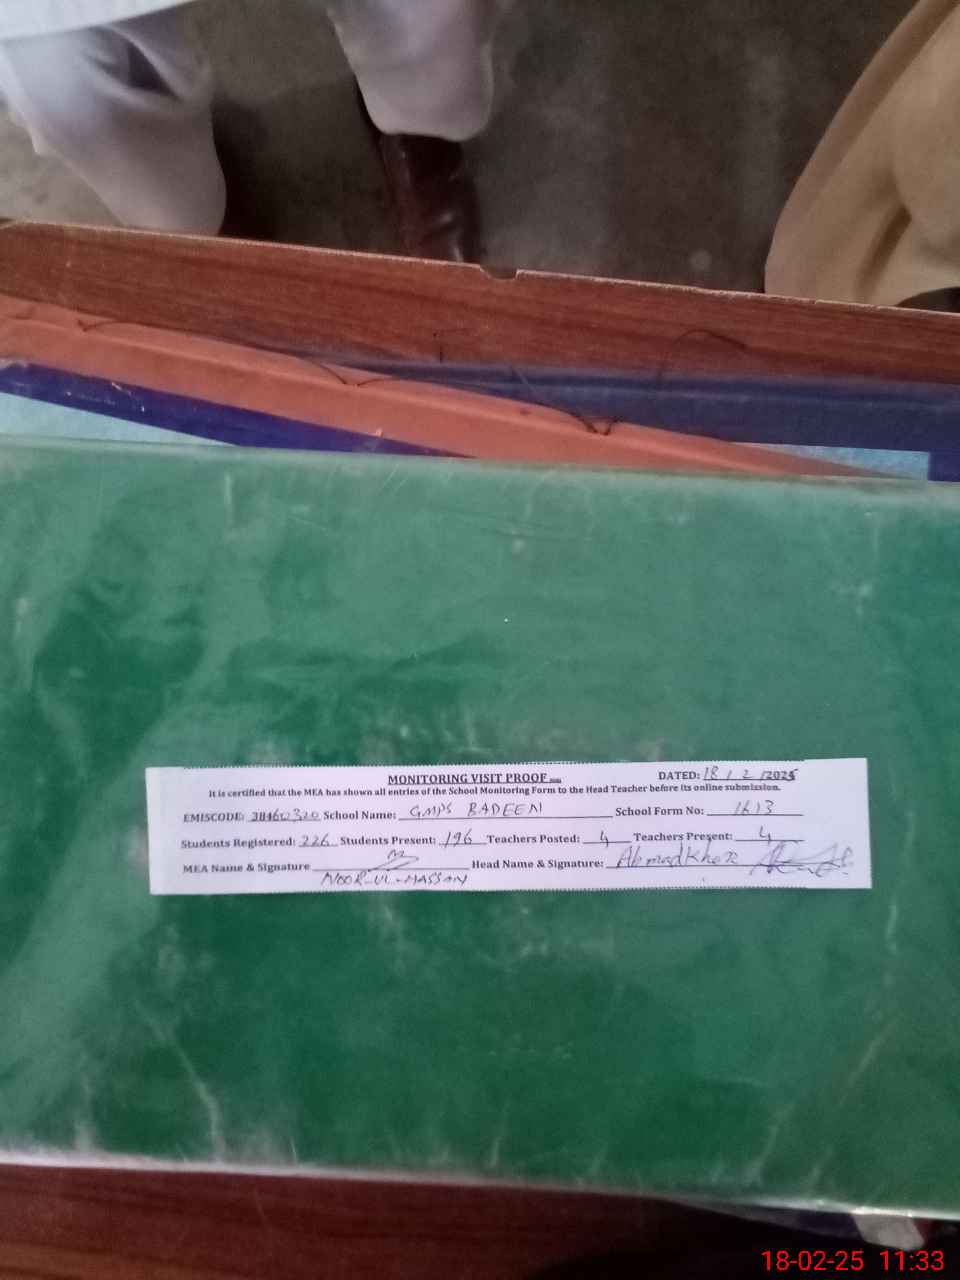 MONITORING VISIT PROOF
DATED: 18 / 2 /2025
It is certified that the MEA has shown all entries of the School Monitoring Form to the Head Teacher before its online submission.
EMISCODE: 38460320 School Name: GMPS BADEEN School Form No: 1613
Students Registered: 226 Students Present: 196 Teachers Posted: 4 Teachers Present: 4
MEA Name & Signature NOOR-UL-HASSAN Head Name & Signature: Ahmad Kher
18-02-25 11:33